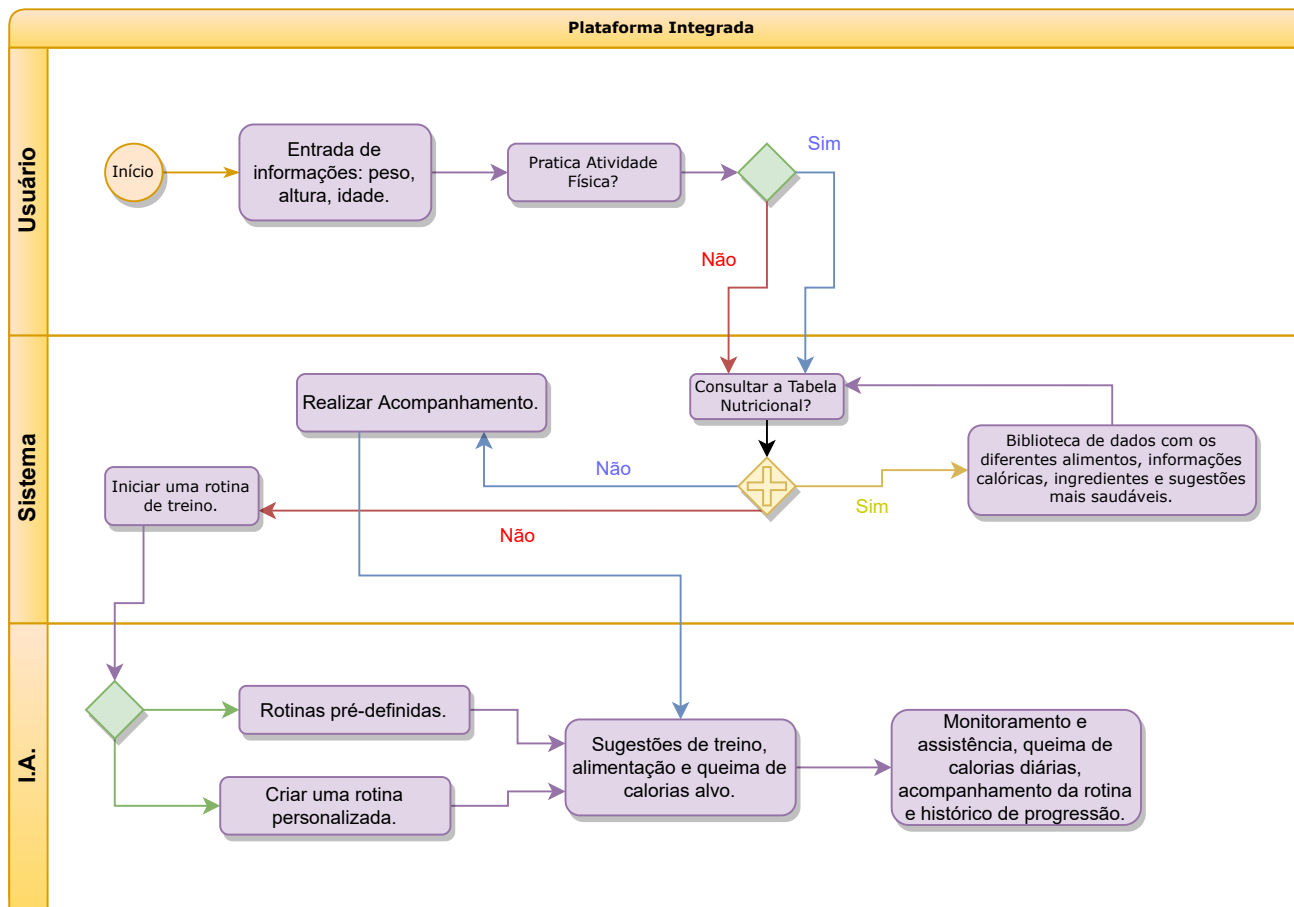 Plataforma Integrada
Usuário
Início
Entrada de
informações: peso,
altura, idade.
Pratica Atividade
Física?
Sim
Não
Sistema
Realizar Acompanhamento.
Consultar a Tabela
Nutricional?
Biblioteca de dados com os
diferentes alimentos, informações
calóricas, ingredientes e sugestões
mais saudáveis.
Iniciar uma rotina
de treino.
Não
Sim
Não
I.A.
Rotinas pré-definidas.
Criar uma rotina
personalizada.
Sugestões de treino,
alimentação e queima de
calorias alvo.
Monitoramento e
assistência, queima de
calorias diárias,
acompanhamento da rotina
e histórico de progressão.